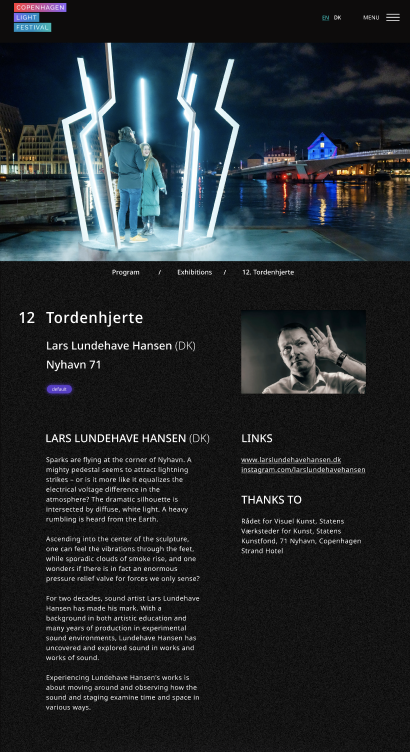 COPENHAGEN
LIGHT
FESTIVAL
EN DK MENU
Program / Exhibitions / 12. Tordenhjerte
12 Tordenhjerte
Lars Lundehave Hansen (DK)
Nyhavn 71
default
LARS LUNDEHAVE HANSEN (DK)
Sparks are flying at the corner of Nyhavn. A
mighty pedestal seems to attract lightning
strikes – or is it more like it equalizes the
electrical voltage difference in the
atmosphere? The dramatic silhouette is
intersected by diffuse, white light. A heavy
rumbling is heard from the Earth.
Ascending into the center of the sculpture,
one can feel the vibrations through the feet,
while sporadic clouds of smoke rise, and one
wonders if there is in fact an enormous
pressure relief valve for forces we only sense?
For two decades, sound artist Lars Lundehave
Hansen has made his mark. With a
background in both artistic education and
many years of production in experimental
sound environments, Lundehave Hansen has
uncovered and explored sound in works and
works of sound.
Experiencing Lundehave Hansen's works is
about moving around and observing how the
sound and staging examine time and space in
various ways.
LINKS
www.larslundehavehansen.dk
instagram.com/larslundehavehansen
THANKS TO
Rådet for Visuel Kunst, Statens
Værksteder for Kunst, Statens
Kunstfond, 71 Nyhavn, Copenhagen
Strand Hotel